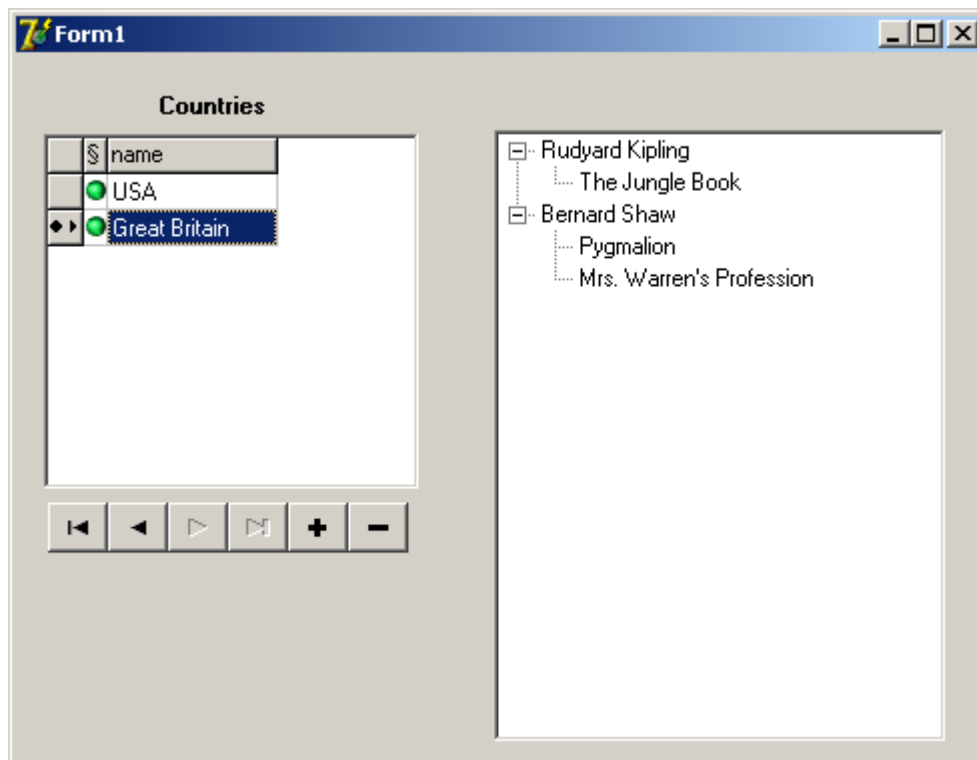 Form1
Countries
§ name
USA
Great Britain
Rudyard Kipling
The Jungle Book
Bernard Shaw
Pygmalion
Mrs. Warren's Profession